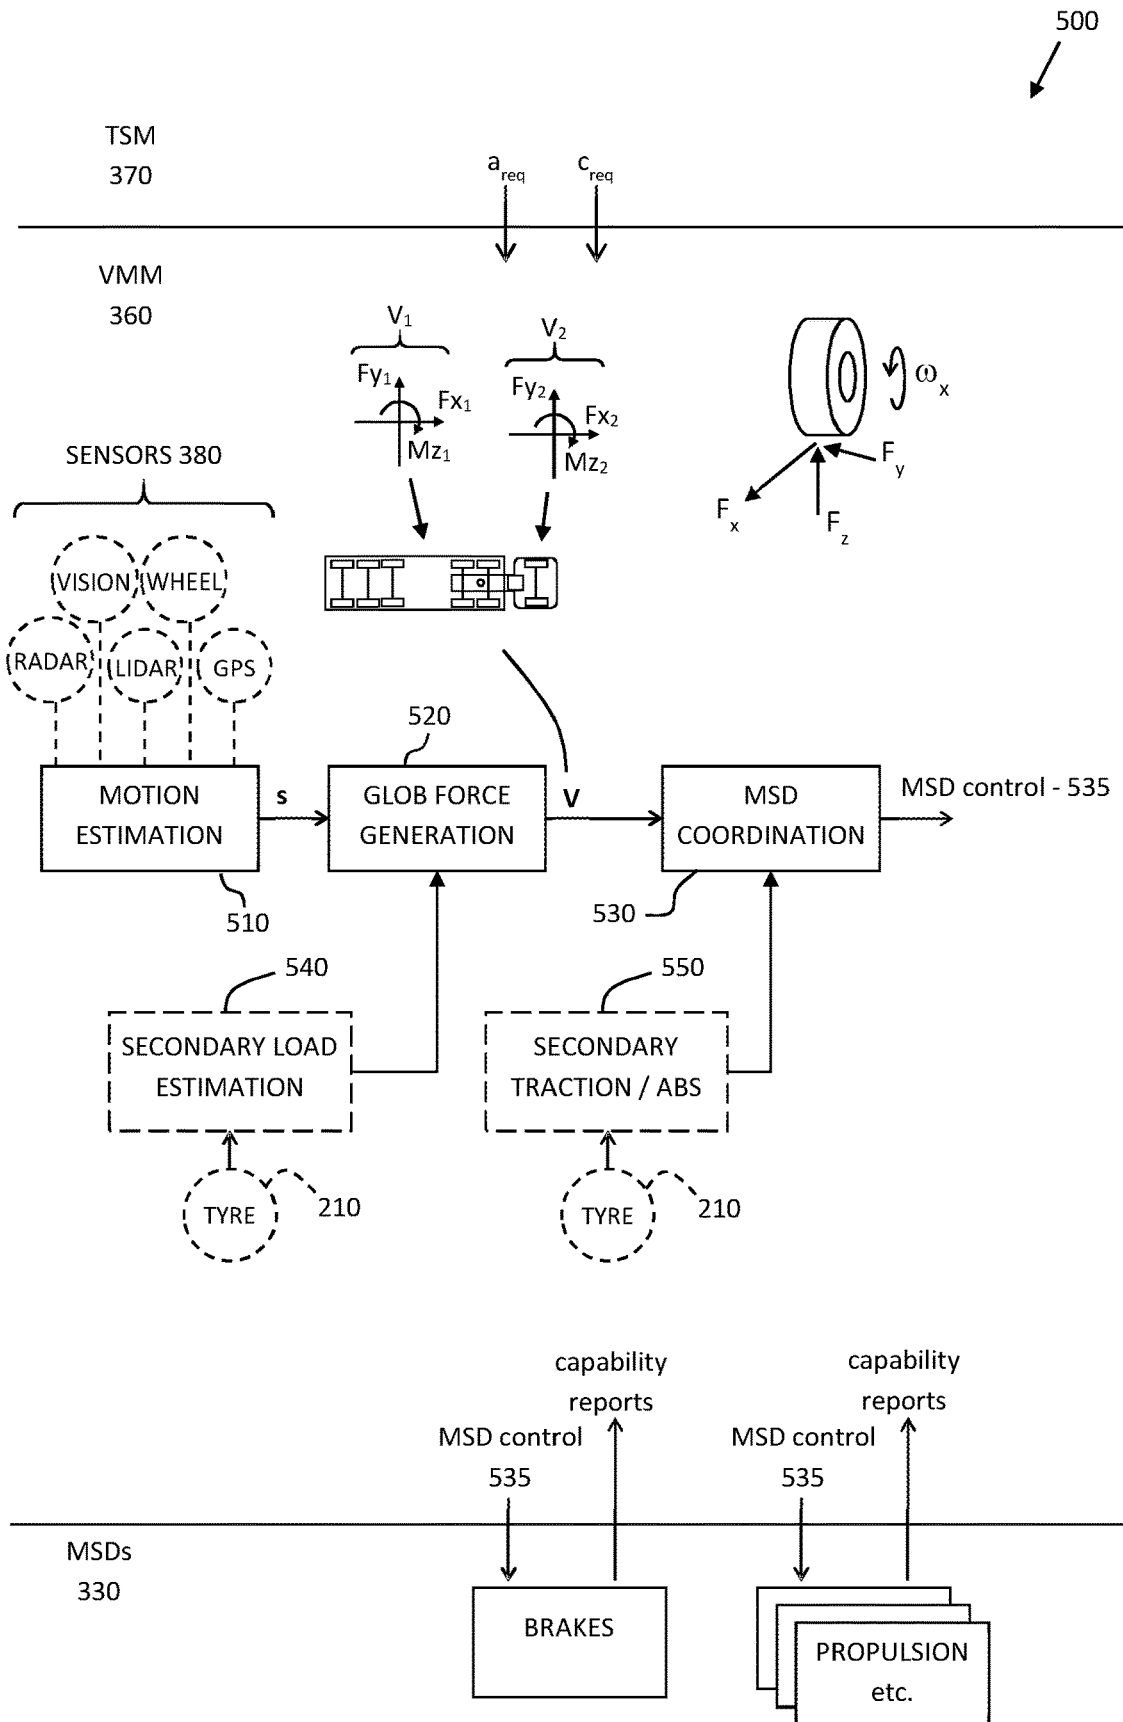 500
TSM
370
a_req
c_req
VMM
360
V1
V2
Fy1
Fx1
Mz1
Fy2
Fx2
Mz2
ωx
Fy
Fx
Fz
SENSORS 380
VISION
WHEEL
RADAR
LIDAR
GPS
520
MOTION
ESTIMATION
s
GLOB FORCE
GENERATION
V
MSD
COORDINATION
MSD control - 535
510
530
540
550
SECONDARY LOAD
ESTIMATION
SECONDARY
TRACTION / ABS
TYRE
210
TYRE
210
capability
reports
capability
reports
MSD control
535
MSD control
535
MSDs
330
BRAKES
PROPULSION
etc.